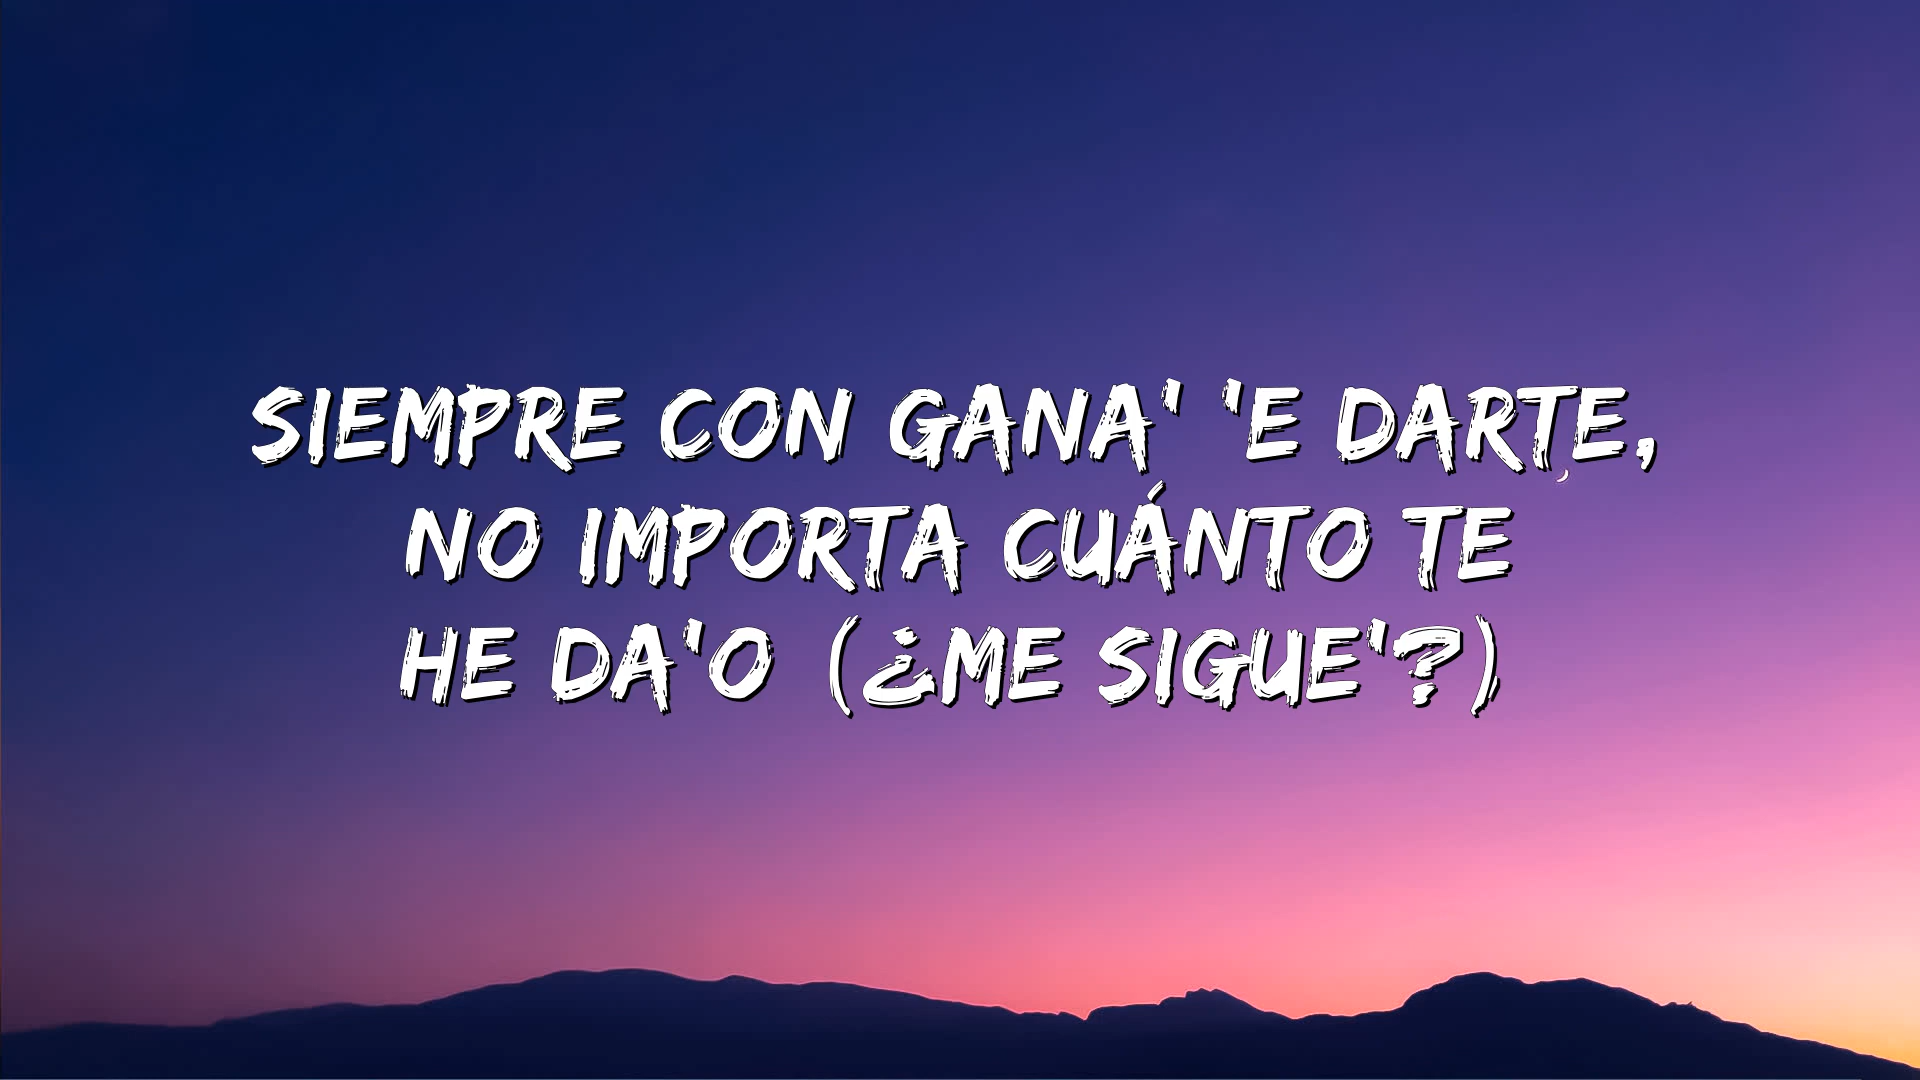 SIEMPRE CON GANA' 'E DARTE,
NO IMPORTA CUÁNTO TE
HE DA'O (¿ME SIGUE'?)